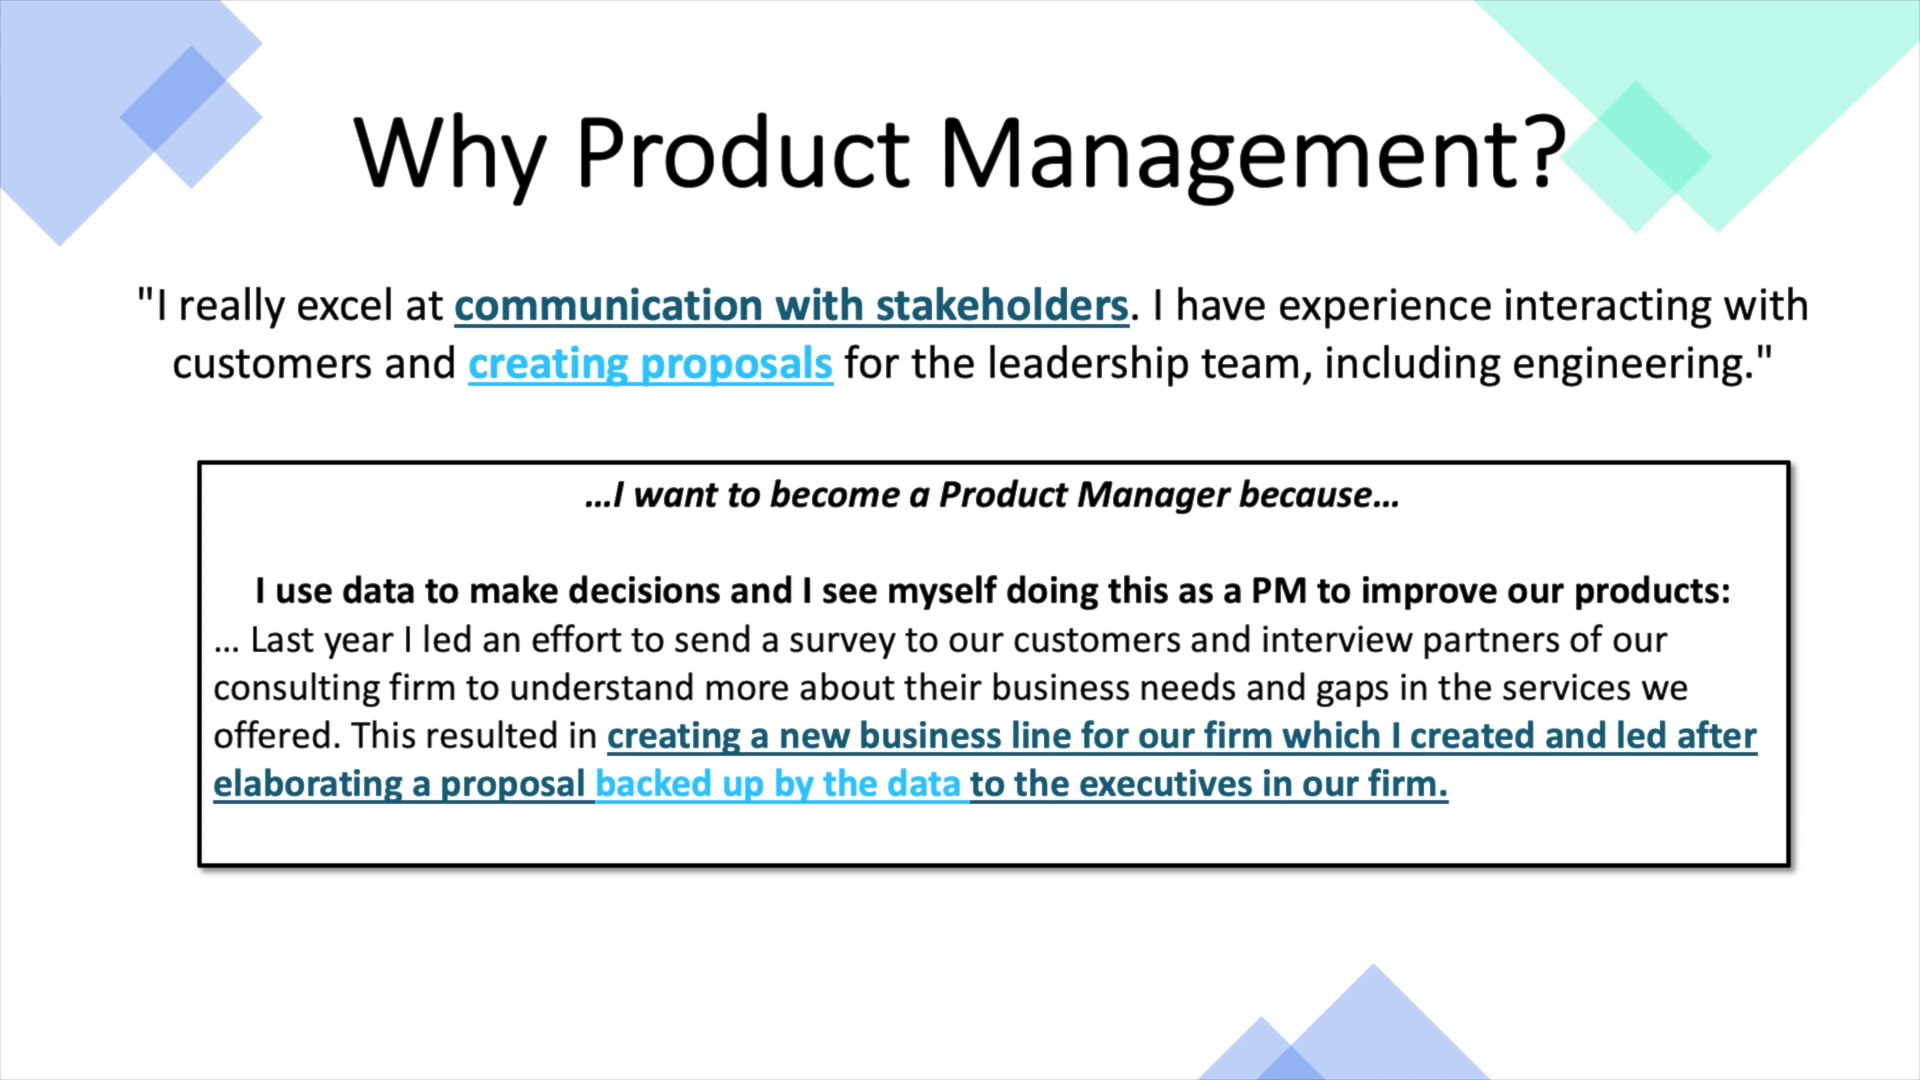 Why Product Management?
"I really excel at communication with stakeholders. I have experience interacting with
customers and creating proposals for the leadership team, including engineering."
...I want to become a Product Manager because...
I use data to make decisions and I see myself doing this as a PM to improve our products:
... Last year I led an effort to send a survey to our customers and interview partners of our
consulting firm to understand more about their business needs and gaps in the services we
offered. This resulted in creating a new business line for our firm which I created and led after
elaborating a proposal backed up by the data to the executives in our firm.